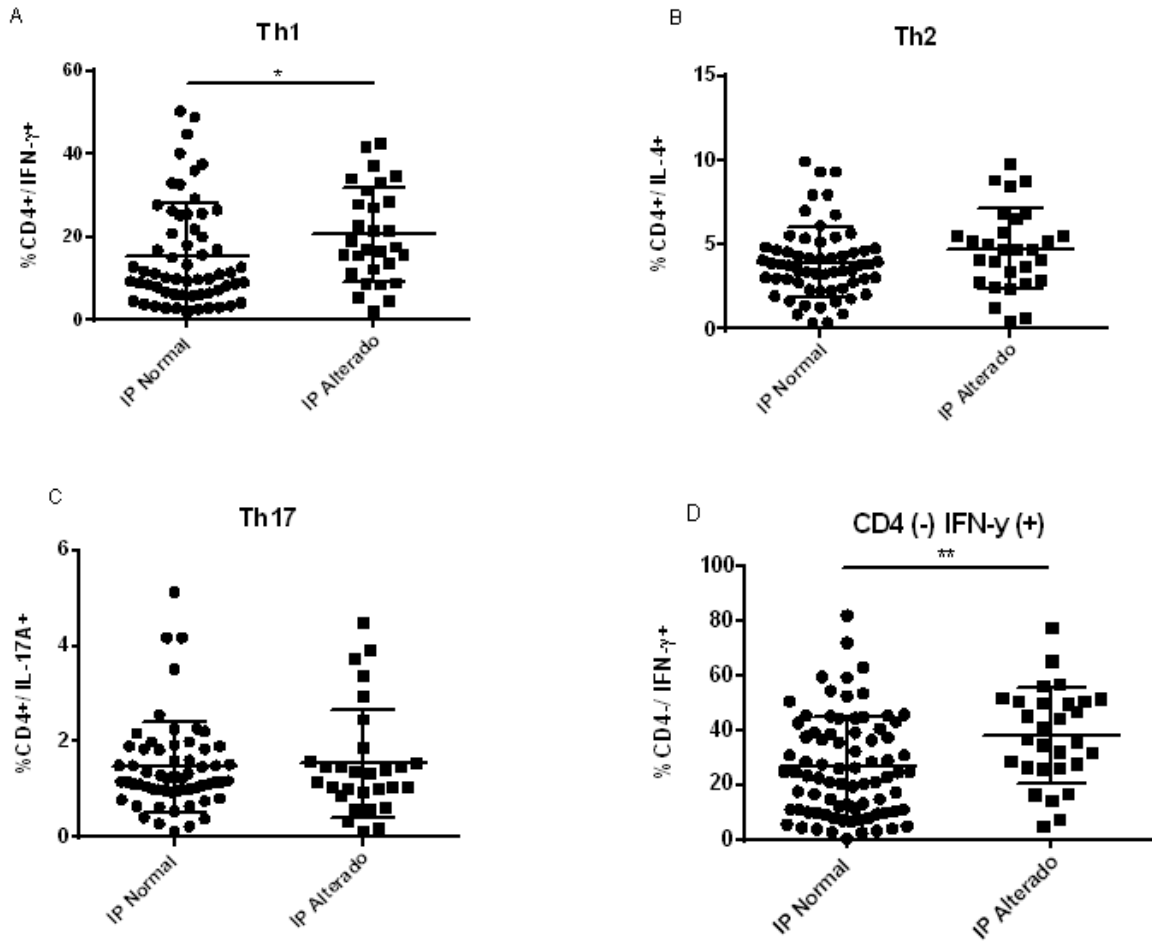 A
Th1
*
%CD4+/ IFN-γ+
60
40
20
0
IP Normal
IP Alterado
B
Th2
% CD4+/ IL-4+
15
10
5
0
IP Normal
IP Alterado
C
Th17
%CD4+/ IL-17A+
6
4
2
0
IP Normal
IP Alterado
D
CD4 (-) IFN-y (+)
**
% CD4-/ IFN-γ+
100
80
60
40
20
0
IP Normal
IP Alterado